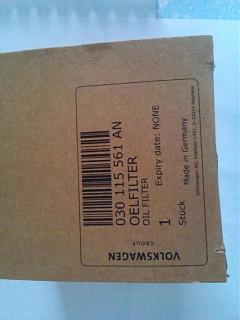 030 115 561 AN
OELFILTER
OIL FILTER
Expiry date: NONE
1
Stück
Made in Germany
VOLKSWAGEN
GROUP